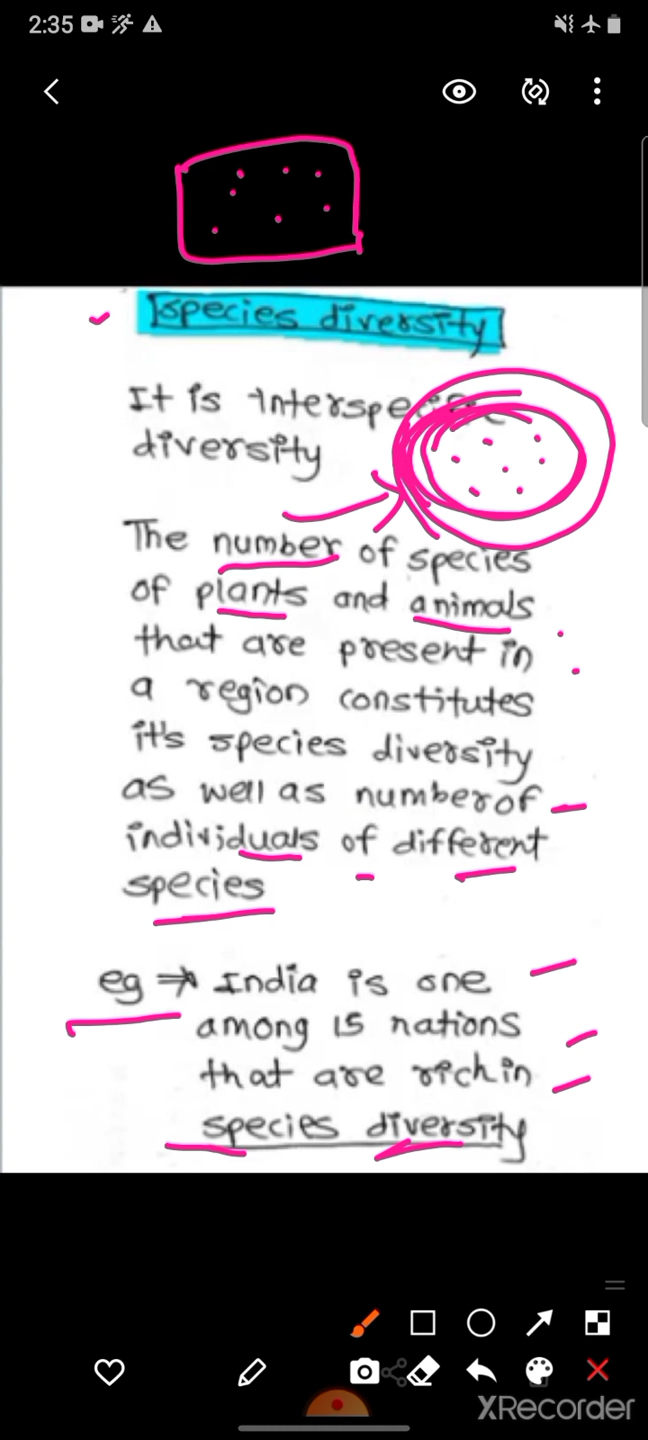 2:35
species diversity
It is Interspecific
diversity
The number of species
of plants and animals
that are present in
a region constitutes
it's species diversity
as well as number of
individuals of different
species
eg ⇒ India is one
among 15 nations
that are rich in
species diversity
XRecorder